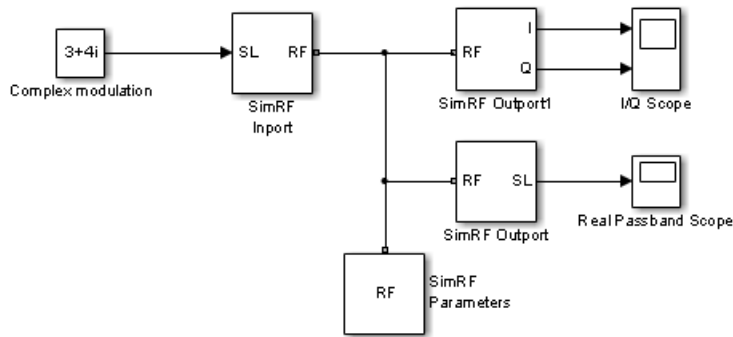 3+4i
Complex modulation
SL RF
SimRF
Inport
RF I
Q
SimRF Outport1
I/Q Scope
RF SL
SimRF Outport
Real Passband Scope
RF
SimRF
Parameters